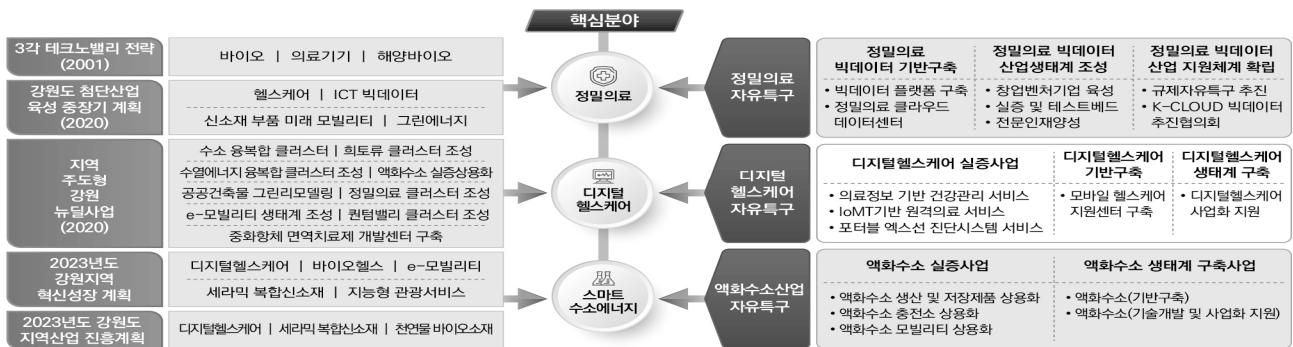 핵심분야
3각 테크노밸리 전략
(2001)
바이오 | 의료기기 | 해양바이오
강원도 첨단산업
육성 중장기 계획
(2020)
헬스케어 | ICT 빅데이터
신소재 부품 미래 모빌리티 | 그린에너지
지역
주도형
강원
뉴딜사업
(2020)
수소 융복합 클러스터 | 희토류 클러스터 조성
수열에너지 융복합 클러스터 조성 | 액화수소 실증상용화
공공건축물 그린리모델링 | 정밀의료 클러스터 조성
e-모빌리티 생태계 조성 | 퀀텀밸리 클러스터 조성
중화항체 면역치료제 개발센터 구축
2023년도
강원지역
혁신성장 계획
디지털헬스케어 | 바이오헬스 | e-모빌리티
세라믹 복합신소재 | 지능형 관광서비스
2023년도 강원도
지역산업 진흥계획
디지털헬스케어 | 세라믹 복합신소재 | 천연물 바이오소재
정밀의료
디지털
헬스케어
스마트
수소에너지
정밀의료
자유특구
정밀의료
빅데이터 기반구축
• 빅데이터 플랫폼 구축
• 정밀의료 클라우드
데이터센터
정밀의료 빅데이터
산업생태계 조성
• 창업벤처기업 육성
• 실증 및 테스트베드
• 전문인재양성
정밀의료 빅데이터
산업 지원체계 확립
• 규제자유특구 추진
• K-CLOUD 빅데이터
추진협의회
디지털
헬스케어
자유특구
디지털헬스케어 실증사업
• 의료정보 기반 건강관리 서비스
• IoMT기반 원격의료 서비스
• 포터블 엑스선 진단시스템 서비스
디지털헬스케어
기반구축
• 모바일 헬스케어
지원센터 구축
디지털헬스케어
생태계 구축
• 디지털헬스케어
사업화 지원
액화수소산업
자유특구
액화수소 실증사업
• 액화수소 생산 및 저장제품 상용화
• 액화수소 충전소 상용화
• 액화수소 모빌리티 상용화
액화수소 생태계 구축사업
• 액화수소(기반구축)
• 액화수소(기술개발 및 사업화 지원)